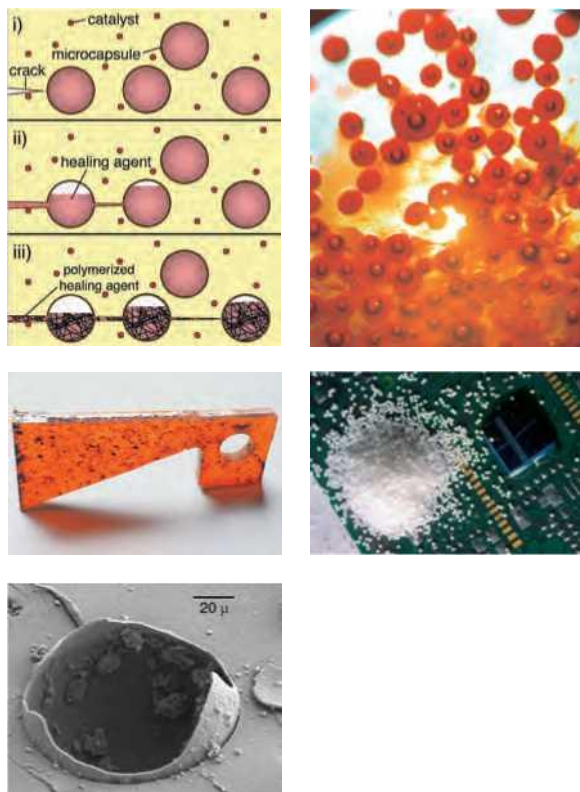 i)
catalyst
microcapsule
crack
ii)
healing agent
iii)
polymerized
healing agent
20 µ